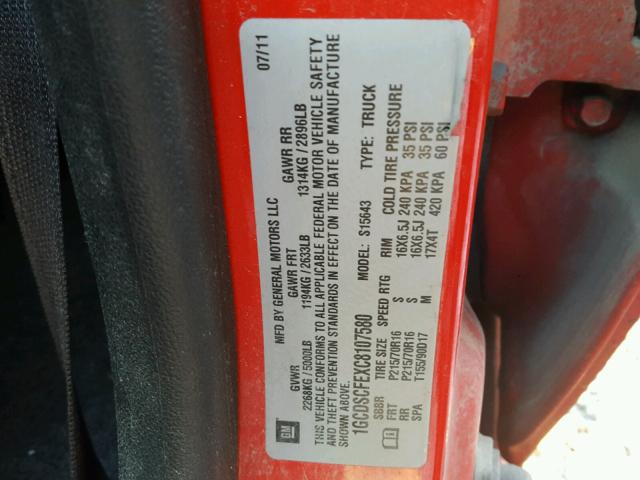 MFD BY GENERAL MOTORS LLC 07/11
GVWR GAWR FRT GAWR RR
2268KG/5000LB 1194KG/2633LB 1314KG/2896LB
THIS VEHICLE CONFORMS TO ALL APPLICABLE FEDERAL MOTOR VEHICLE SAFETY
AND THEFT PREVENTION STANDARDS IN EFFECT ON THE DATE OF MANUFACTURE
SHOWN ABOVE.
GM
1GCDSCFEXC8107580 MODEL: S15643 TYPE: TRUCK
SBBR TIRE SIZE SPEED RTG RIM COLD TIRE PRESSURE
FRT P215/70R16 S 16X6.5J 240 KPA 35 PSI
RR P215/70R16 S 16X6.5J 240 KPA 35 PSI
SPA T155/90D17 M 17X4T 420 KPA 60 PSI